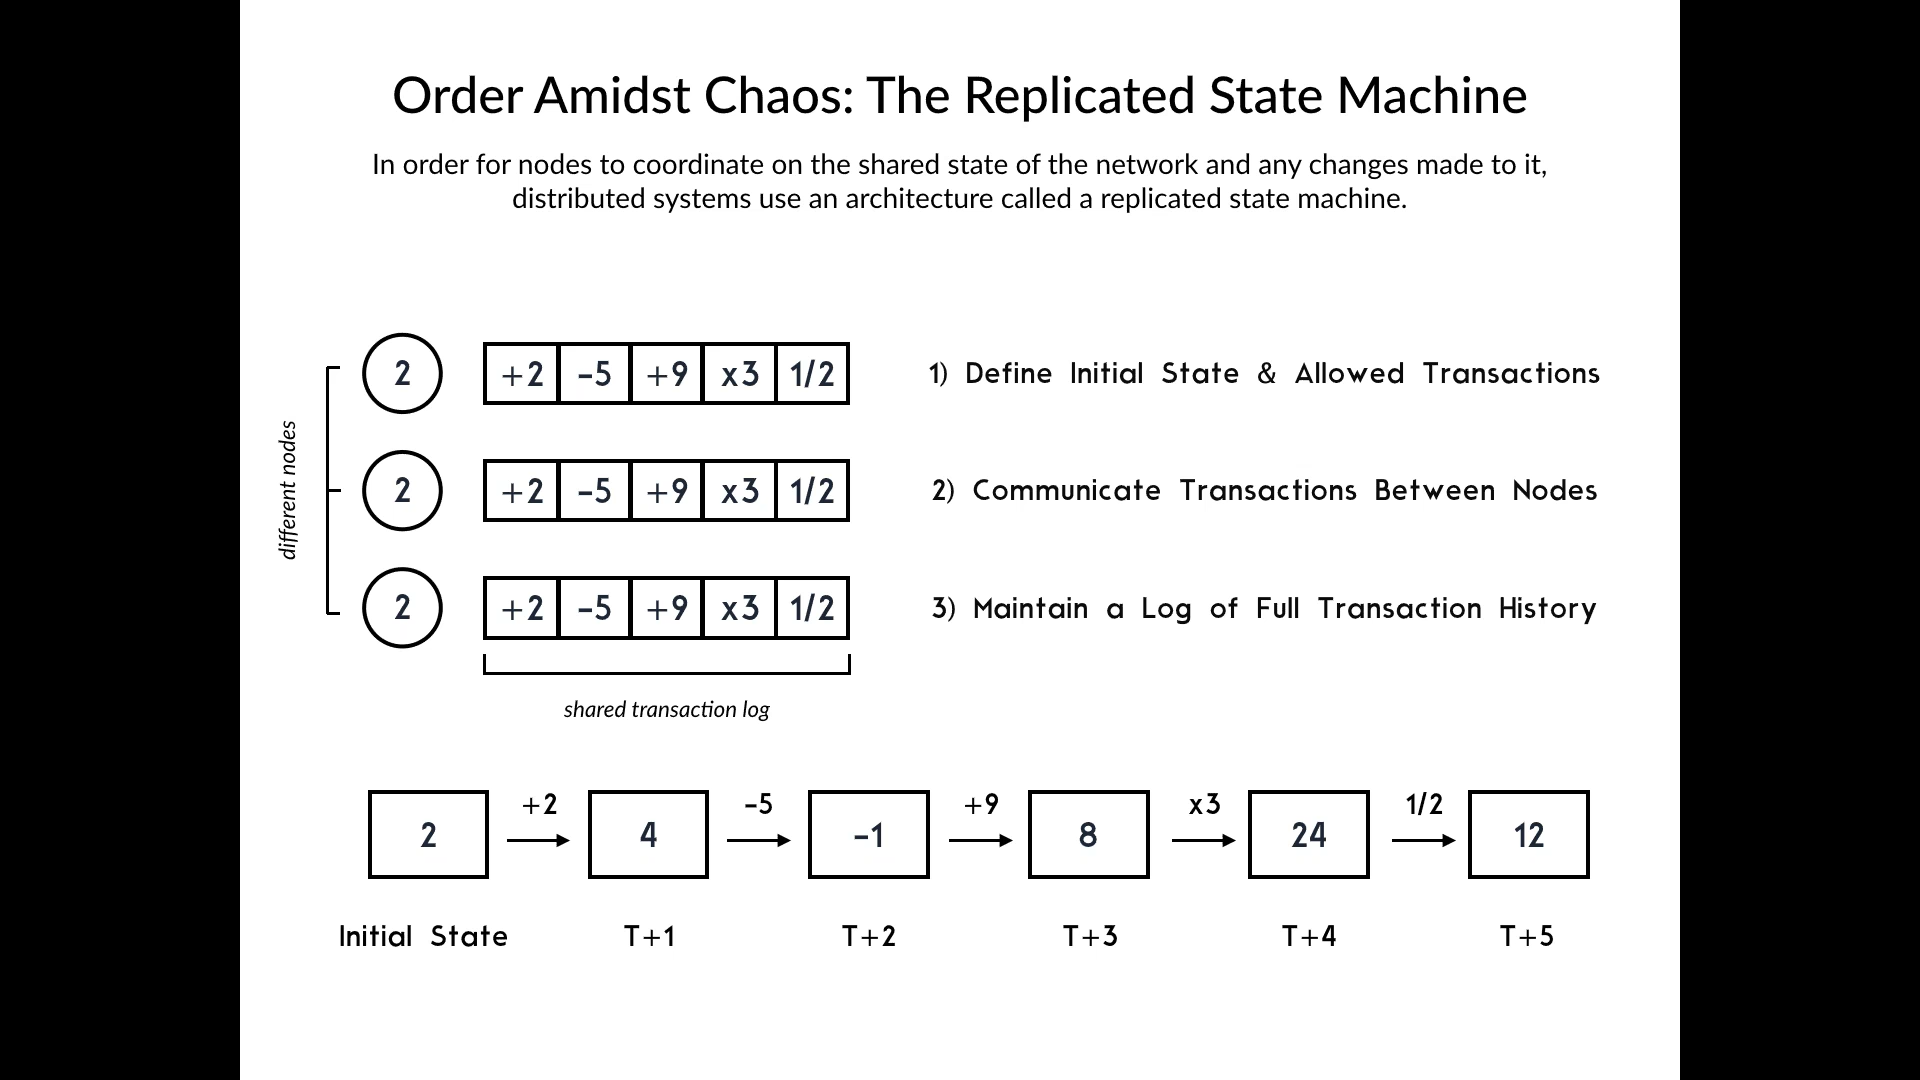 Order Amidst Chaos: The Replicated State Machine
In order for nodes to coordinate on the shared state of the network and any changes made to it,
distributed systems use an architecture called a replicated state machine.
different nodes
2 +2 –5 +9 x3 1/2
1) Define Initial State & Allowed Transactions
2 +2 –5 +9 x3 1/2
2) Communicate Transactions Between Nodes
2 +2 –5 +9 x3 1/2
3) Maintain a Log of Full Transaction History
shared transaction log
2 +2 4 –5 –1 +9 8 x3 24 1/2 12
Initial State T+1 T+2 T+3 T+4 T+5